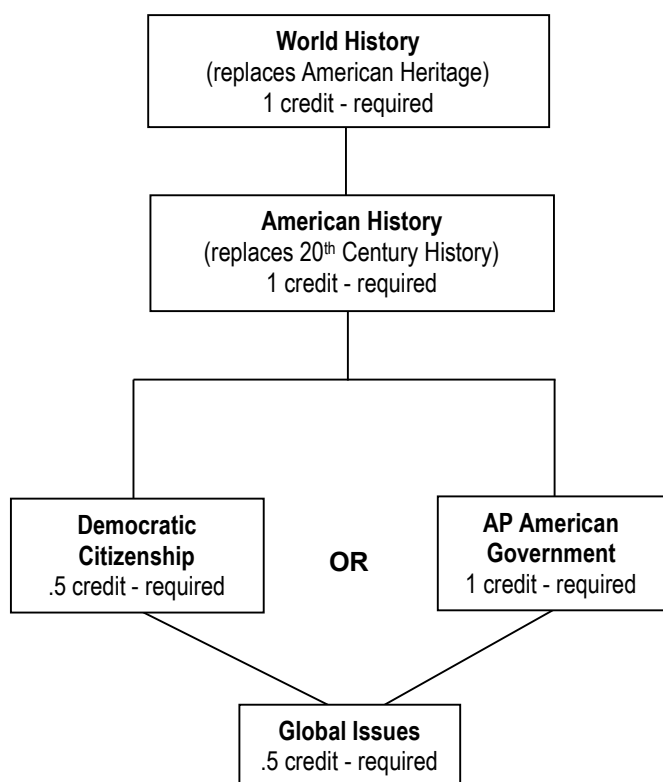 World History
(replaces American Heritage)
1 credit - required
American History
(replaces 20th Century History)
1 credit - required
Democratic
Citizenship
.5 credit - required
OR
AP American
Government
1 credit - required
Global Issues
.5 credit - required